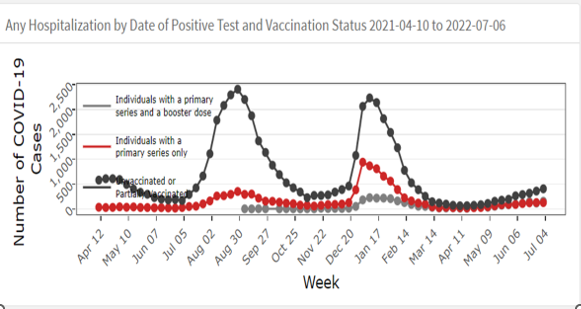 Any Hospitalization by Date of Positive Test and Vaccination Status 2021-04-10 to 2022-07-06
Number of COVID-19
Cases
2,500
2,000
1,500
1,000
500
0
Individuals with a primary
series and a booster dose
Individuals with a
primary series only
vaccinated or
Partially Vaccinated
Apr 12
May 10
Jun 07
Jul 05
Aug 02
Aug 30
Sep 27
Oct 25
Nov 22
Dec 20
Jan 17
Feb 14
Mar 14
Apr 11
May 09
Jun 06
Jul 04
Week